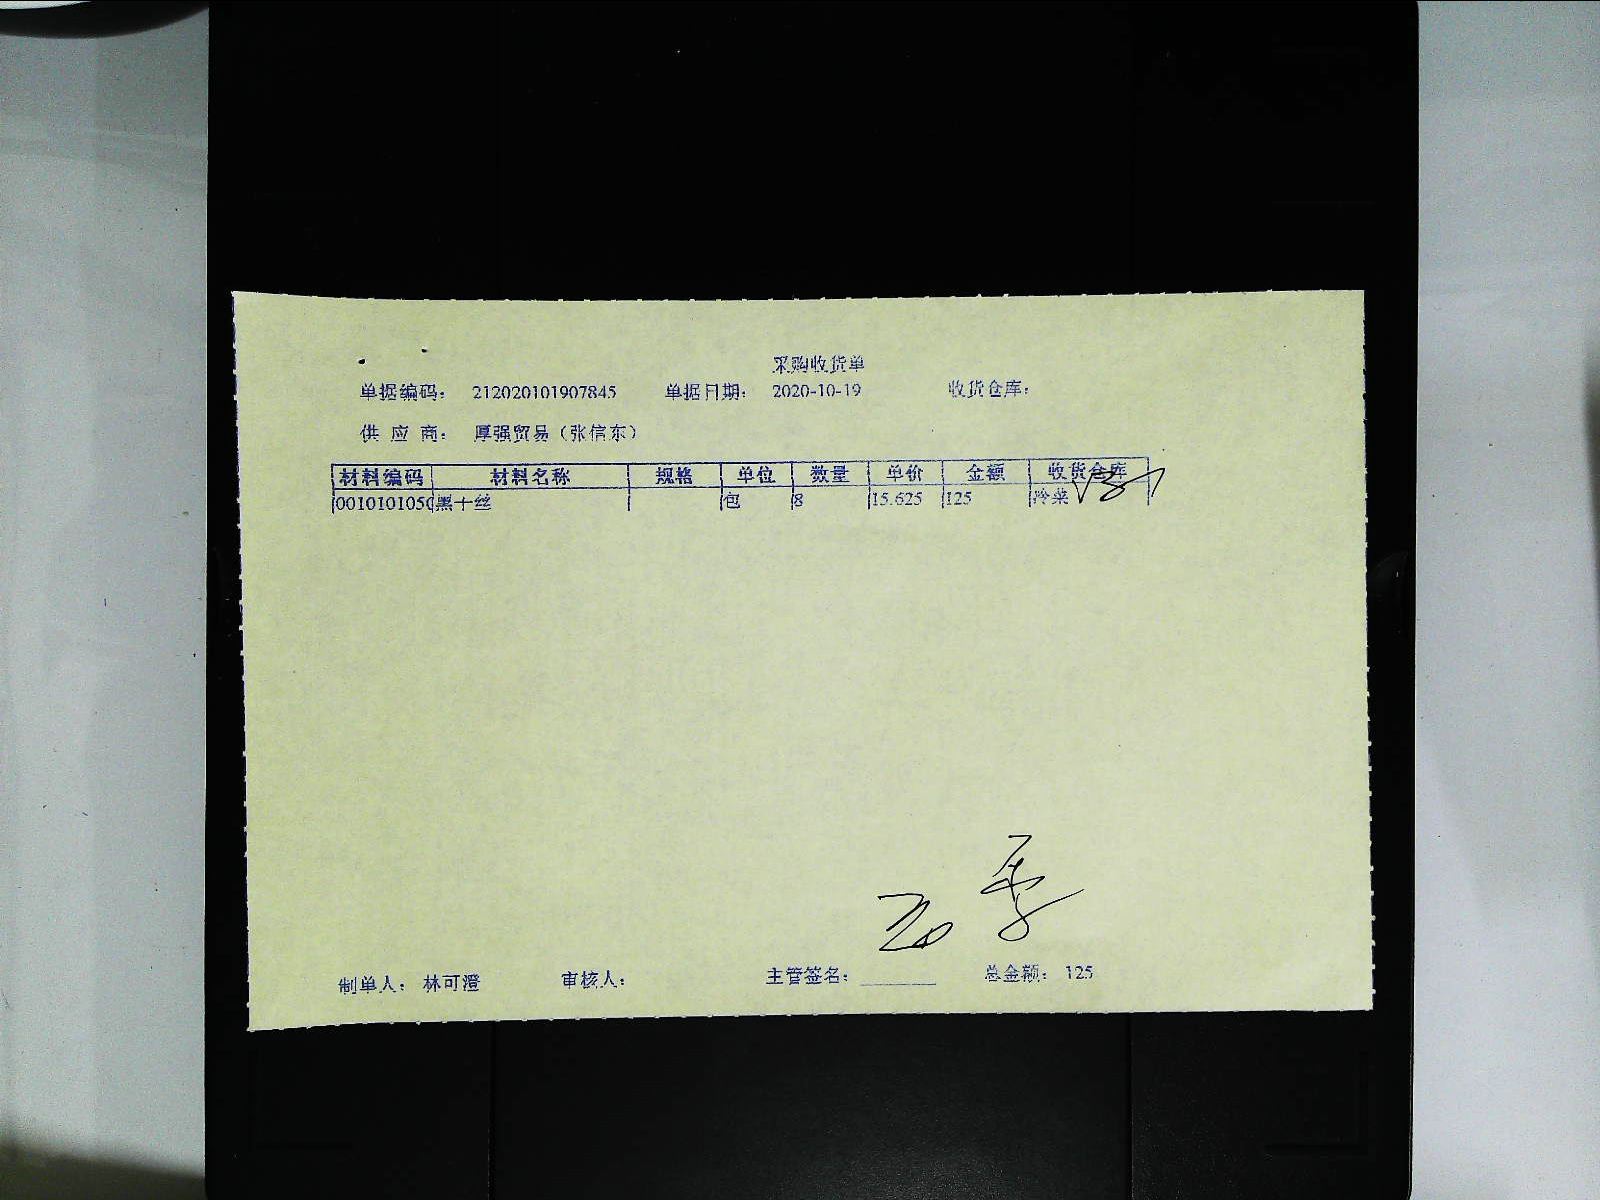 采购收货单
单据编码： 212020101907845 单据日期： 2020-10-19 收货仓库：
供 应 商： 厚强贸易（张信东）
材料编码 材料名称 规格 单位 数量 单价 金额 收货仓库
0010101050 黑千丝 包 8 15.625 125 冷菜
制单人： 林可澄 审核人： 主管签名： 总金额： 125